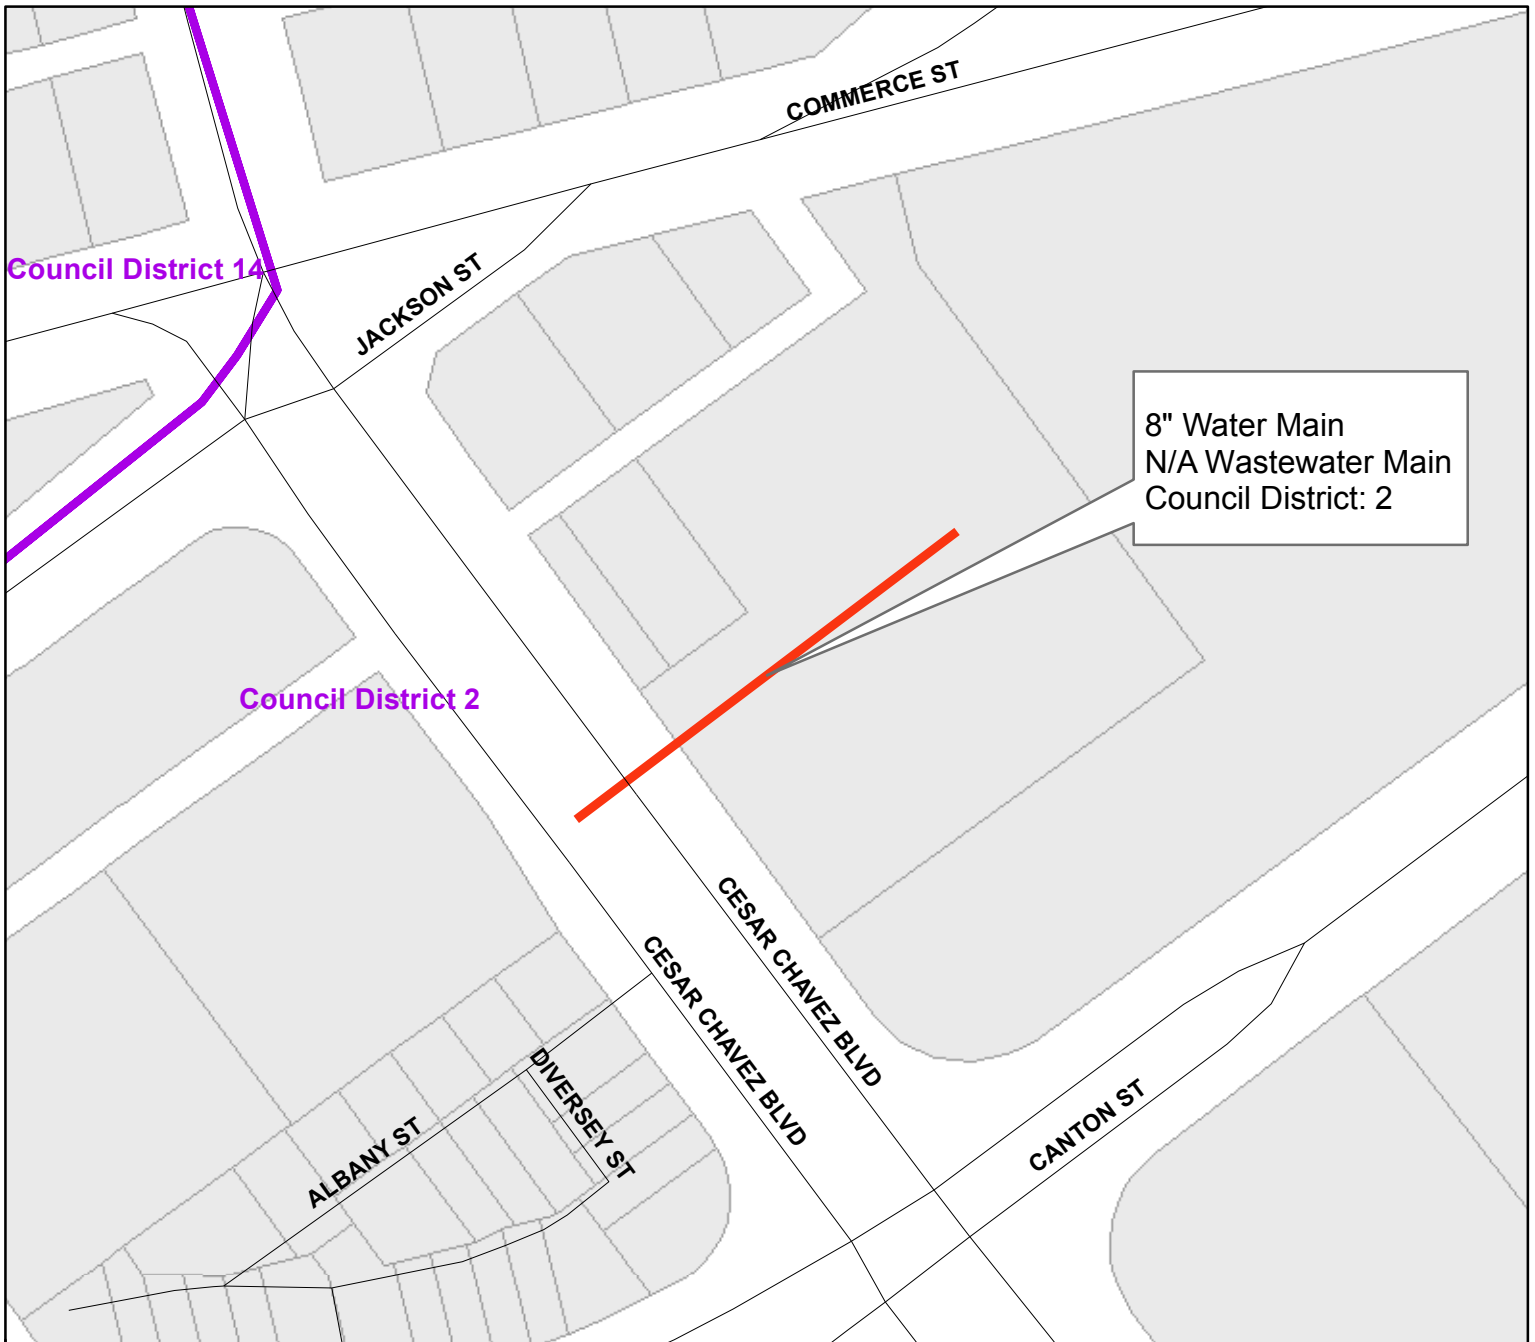 COMMERCE ST
Council District 14
JACKSON ST
8" Water Main
N/A Wastewater Main
Council District: 2
Council District 2
CESAR CHAVEZ BLVD
CESAR CHAVEZ BLVD
DIVERSEY ST
ALBANY ST
CANTON ST